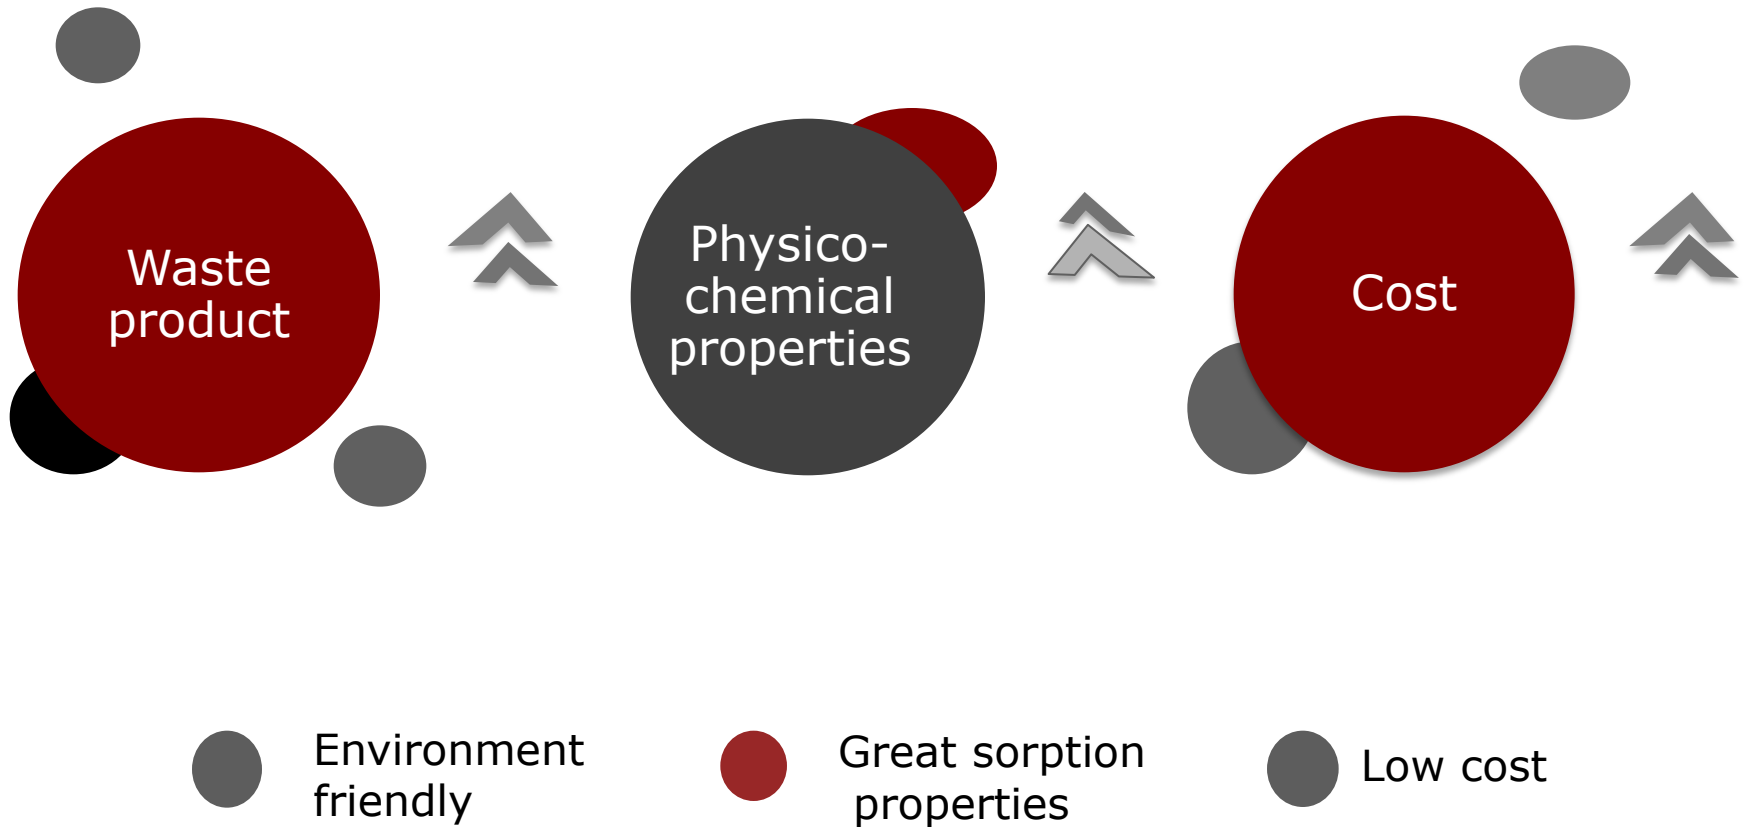 Waste
product
Physico-
chemical
properties
Cost
Environment
friendly
Great sorption
properties
Low cost